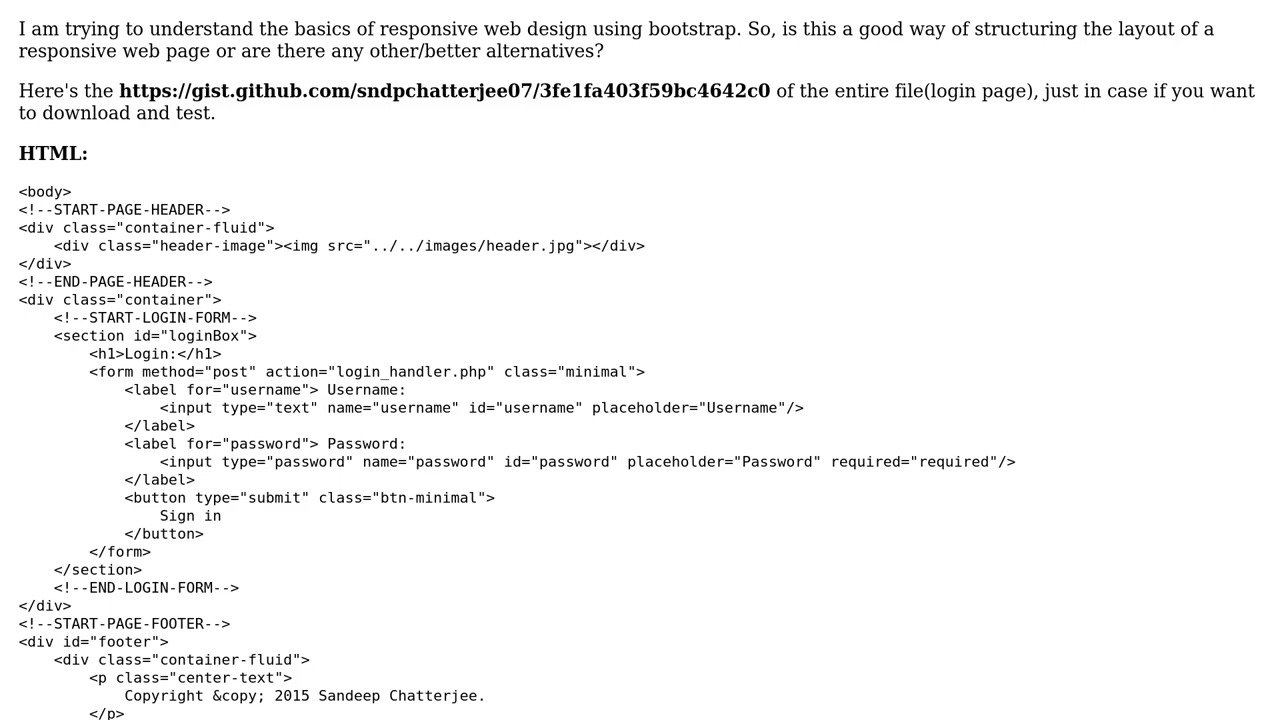 I am trying to understand the basics of responsive web design using bootstrap. So, is this a good way of structuring the layout of a
responsive web page or are there any other/better alternatives?
Here's the https://gist.github.com/sndpchatterjee07/3fe1fa403f59bc4642c0 of the entire file(login page), just in case if you want
to download and test.
HTML:
<body>
<!--START-PAGE-HEADER-->
<div class="container-fluid">
    <div class="header-image"><img src="../../images/header.jpg"></div>
</div>
<!--END-PAGE-HEADER-->
<div class="container">
    <!--START-LOGIN-FORM-->
    <section id="loginBox">
        <h1>Login:</h1>
        <form method="post" action="login_handler.php" class="minimal">
            <label for="username"> Username:
                <input type="text" name="username" id="username" placeholder="Username"/>
            </label>
            <label for="password"> Password:
                <input type="password" name="password" id="password" placeholder="Password" required="required"/>
            </label>
            <button type="submit" class="btn-minimal">
                Sign in
            </button>
        </form>
    </section>
    <!--END-LOGIN-FORM-->
</div>
<!--START-PAGE-FOOTER-->
<div id="footer">
    <div class="container-fluid">
        <p class="center-text">
            Copyright &copy; 2015 Sandeep Chatterjee.
        </p>